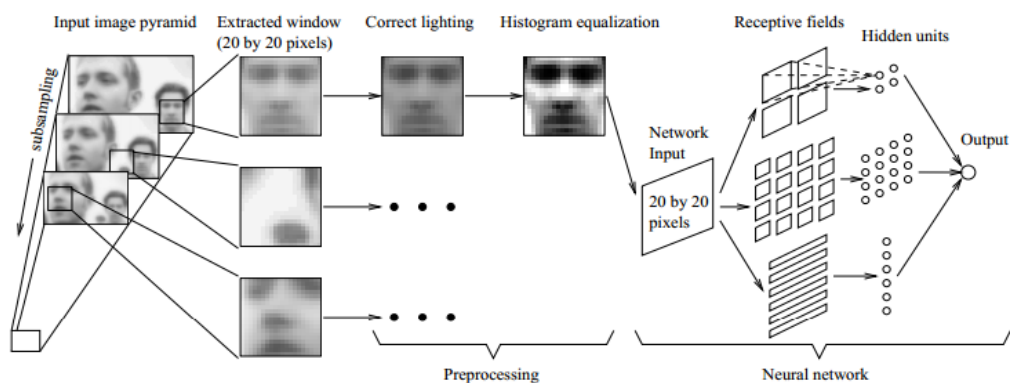 Input image pyramid
Extracted window
(20 by 20 pixels)
Correct lighting
Histogram equalization
Receptive fields
Hidden units
subsampling
Network
Input
20 by 20
pixels
Output
Preprocessing
Neural network